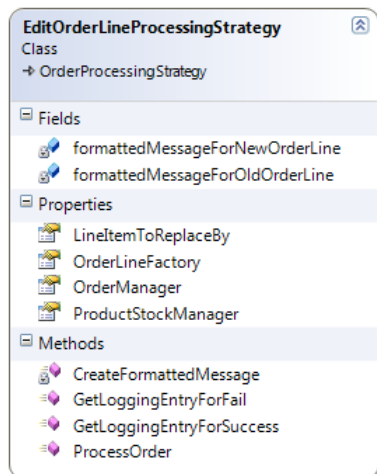 EditOrderLineProcessingStrategy
Class
OrderProcessingStrategy
Fields
formattedMessageForNewOrderLine
formattedMessageForOldOrderLine
Properties
LineItemToReplaceBy
OrderLineFactory
OrderManager
ProductStockManager
Methods
CreateFormattedMessage
GetLoggingEntryForFail
GetLoggingEntryForSuccess
ProcessOrder